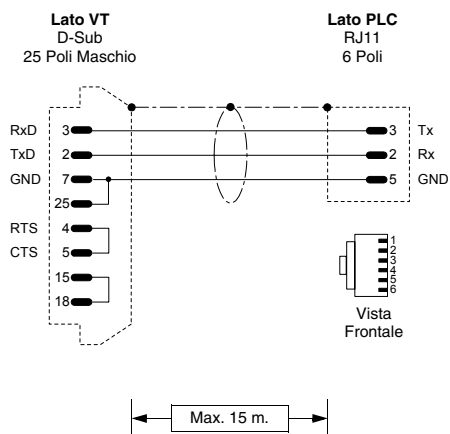 Lato VT
D-Sub
25 Poli Maschio
Lato PLC
RJ11
6 Poli
RxD 3 3 Tx
TxD 2 2 Rx
GND 7 5 GND
25
RTS 4
CTS 5
15
18
1
2
3
4
5
6
Vista
Frontale
Max. 15 m.